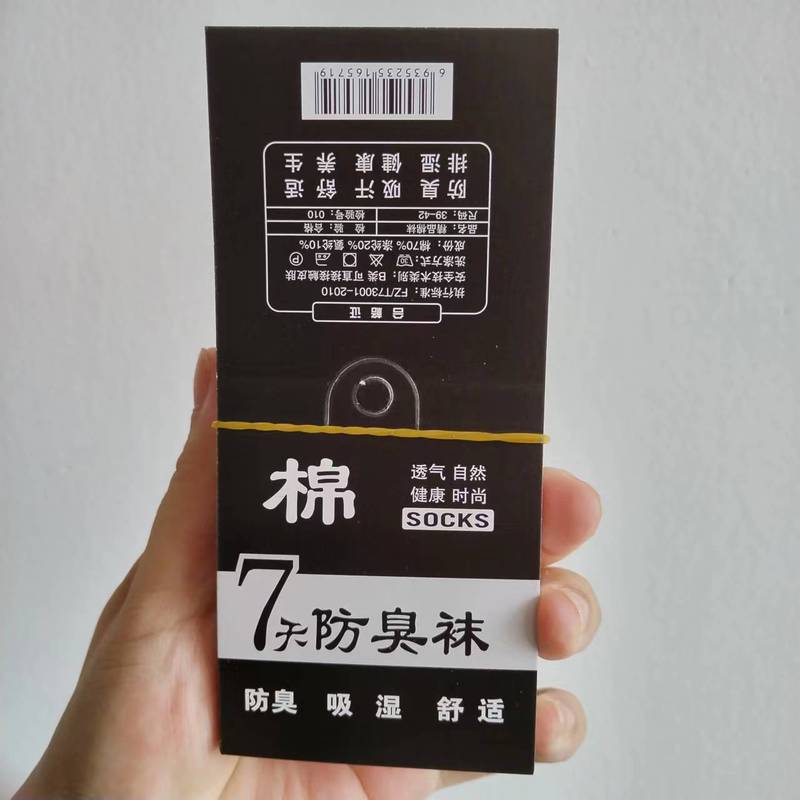 合格证
执行标准：FZ/T73001-2010
安全技术类别：B类可直接接触皮肤
洗涤方式：30 P
成份：棉70% 涤纶20% 氨纶10%
品名：精品棉袜 检 验：合格
尺码：39-42 检验号：010
防臭 吸汗 舒适
排湿 健康 养生
6 935235 165719
棉
透气 自然
健康 时尚
SOCKS
7天防臭袜
防臭 吸湿 舒适